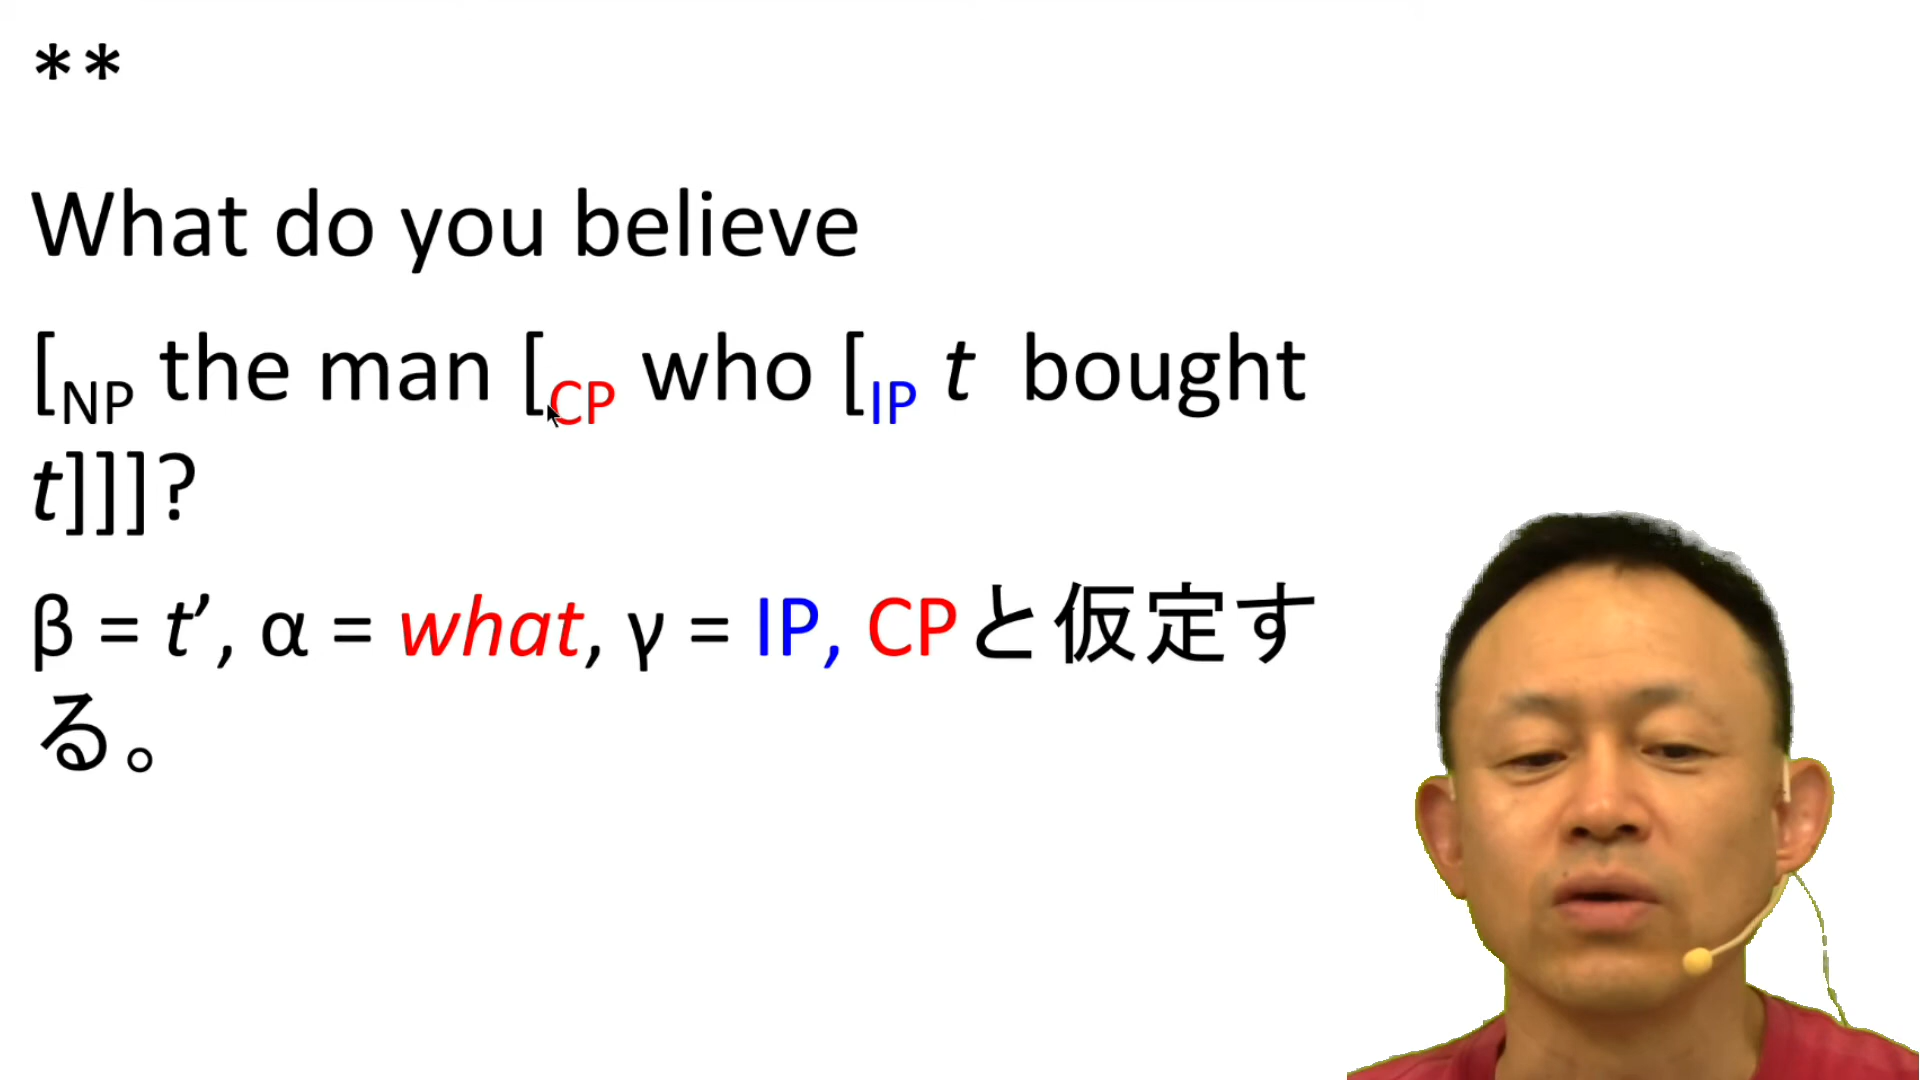 **
What do you believe
[NP the man [CP who [IP t bought
t]]]?
β = t’, α = what, γ = IP, CPと仮定す
る。